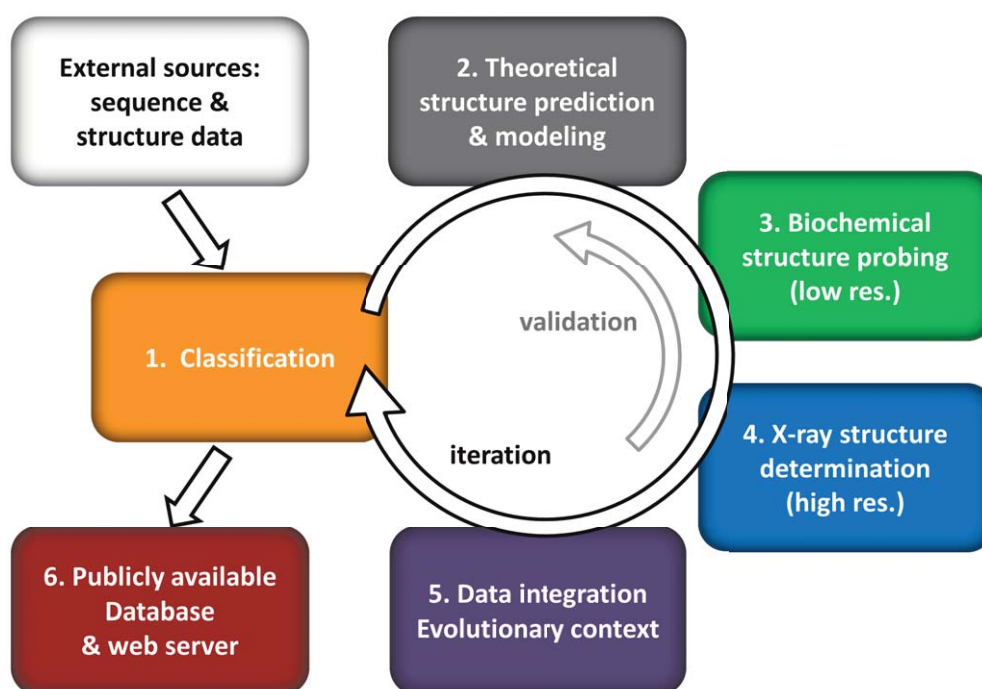 External sources:
sequence &
structure data
2. Theoretical
structure prediction
& modeling
3. Biochemical
structure probing
(low res.)
validation
1. Classification
iteration
4. X-ray structure
determination
(high res.)
6. Publicly available
Database
& web server
5. Data integration
Evolutionary context